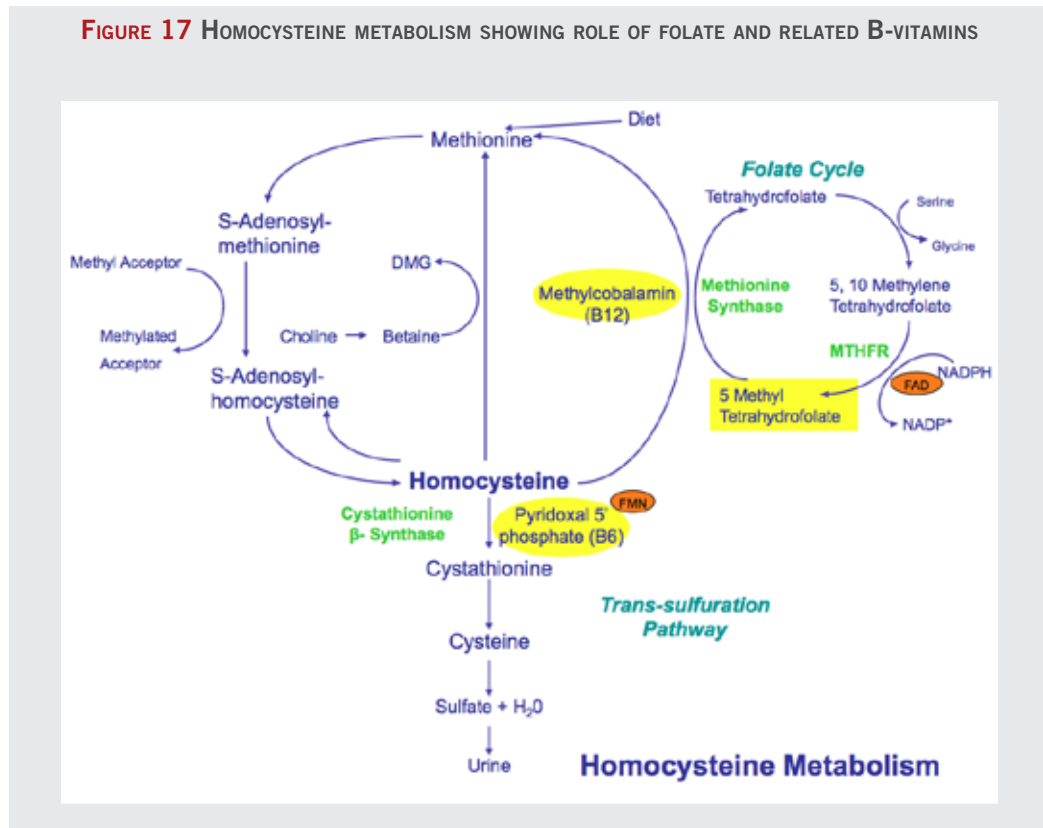 FIGURE 17 HOMOCYSTEINE METABOLISM SHOWING ROLE OF FOLATE AND RELATED B-VITAMINS
Diet
Methionine
Folate Cycle
Tetrahydrofolate
Serine
Glycine
S-Adenosyl-
methionine
Methyl Acceptor
DMG
Methylcobalamin
(B12)
Methionine
Synthase
5, 10 Methylene
Tetrahydrofolate
Methylated
Acceptor
Choline
Betaine
MTHFR
NADPH
FAD
S-Adenosyl-
homocysteine
5 Methyl
Tetrahydrofolate
NADP*
Homocysteine
FMN
Cystathionine
β- Synthase
Pyridoxal 5'
phosphate (B6)
Cystathionine
Trans-sulfuration
Pathway
Cysteine
Sulfate + H₂0
Urine
Homocysteine Metabolism